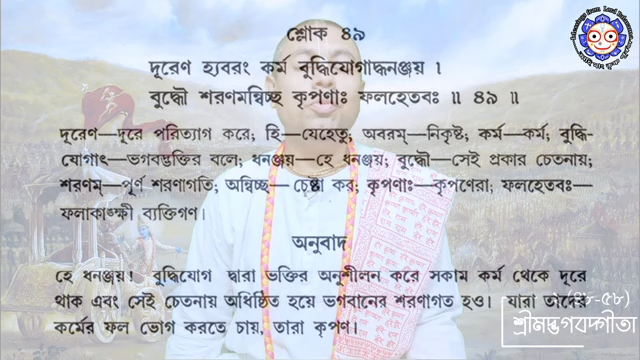 শ্লোক ৪৯
দূরেণ হ্যবরং কর্ম বুদ্ধিযোগাদ্ধনঞ্জয় ।
বুদ্ধৌ শরণমন্বিচ্ছ কৃপণাঃ ফলহেতবঃ ॥ ৪৯ ॥
দূরেণ—দূরে পরিত্যাগ করে; হি—যেহেতু; অবরম্—নিকৃষ্ট; কর্ম—কর্ম; বুদ্ধি-
যোগাৎ—ভগবদ্ভক্তির বলে; ধনঞ্জয়—হে ধনঞ্জয়; বুদ্ধৌ—সেই প্রকার চেতনায়;
শরণম্—পূর্ণ শরণাগতি; অন্বিচ্ছ—চেষ্টা কর; কৃপণাঃ—কৃপণেরা; ফলহেতবঃ—
ফলাকাঙ্ক্ষী ব্যক্তিগণ।
অনুবাদ
হে ধনঞ্জয়! বুদ্ধিযোগ দ্বারা ভক্তির অনুশীলন করে সকাম কর্ম থেকে দূরে
থাক এবং সেই চেতনায় অধিষ্ঠিত হয়ে ভগবানের শরণাগত হও। যারা তাদের
কর্মের ফল ভোগ করতে চায়, তারা কৃপণ।
-৫৮)
শ্রীমদ্ভগবদ্গীতা